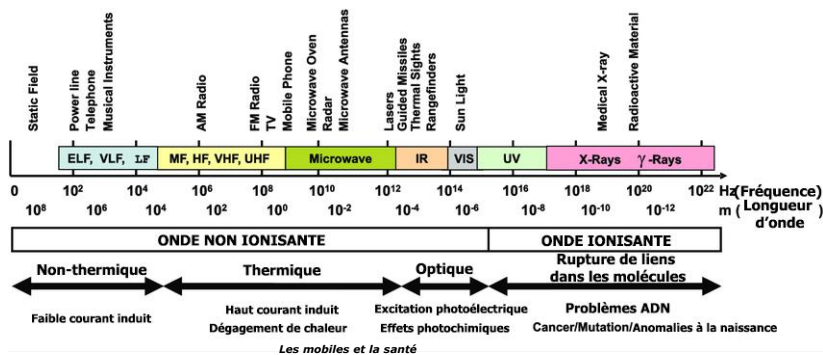 Static Field
Power line
Telephone
Musical Instruments
AM Radio
FM Radio
TV
Mobile Phone
Microwave Oven
Radar
Microwave Antennas
Lasers
Guided Missiles
Thermal Sights
Rangefinders
Sun Light
Medical X-ray
Radioactive Material
ELF, VLF, LF MF, HF, VHF, UHF Microwave IR VIS UV X-Rays γ-Rays
0 10² 10⁴ 10⁶ 10⁸ 10¹⁰ 10¹² 10¹⁴ 10¹⁶ 10¹⁸ 10²⁰ 10²² Hz (Fréquence)
10⁸ 10⁶ 10⁴ 10² 10⁰ 10⁻² 10⁻⁴ 10⁻⁶ 10⁻⁸ 10⁻¹⁰ 10⁻¹² m (Longueur
d'onde
ONDE NON IONISANTE ONDE IONISANTE
Non-thermique Thermique Optique Rupture de liens
dans les molécules
Faible courant induit Haut courant induit Excitation photoélectrique Problèmes ADN
Dégagement de chaleur Effets photochimiques Cancer/Mutation/Anomalies à la naissance
Les mobiles et la santé